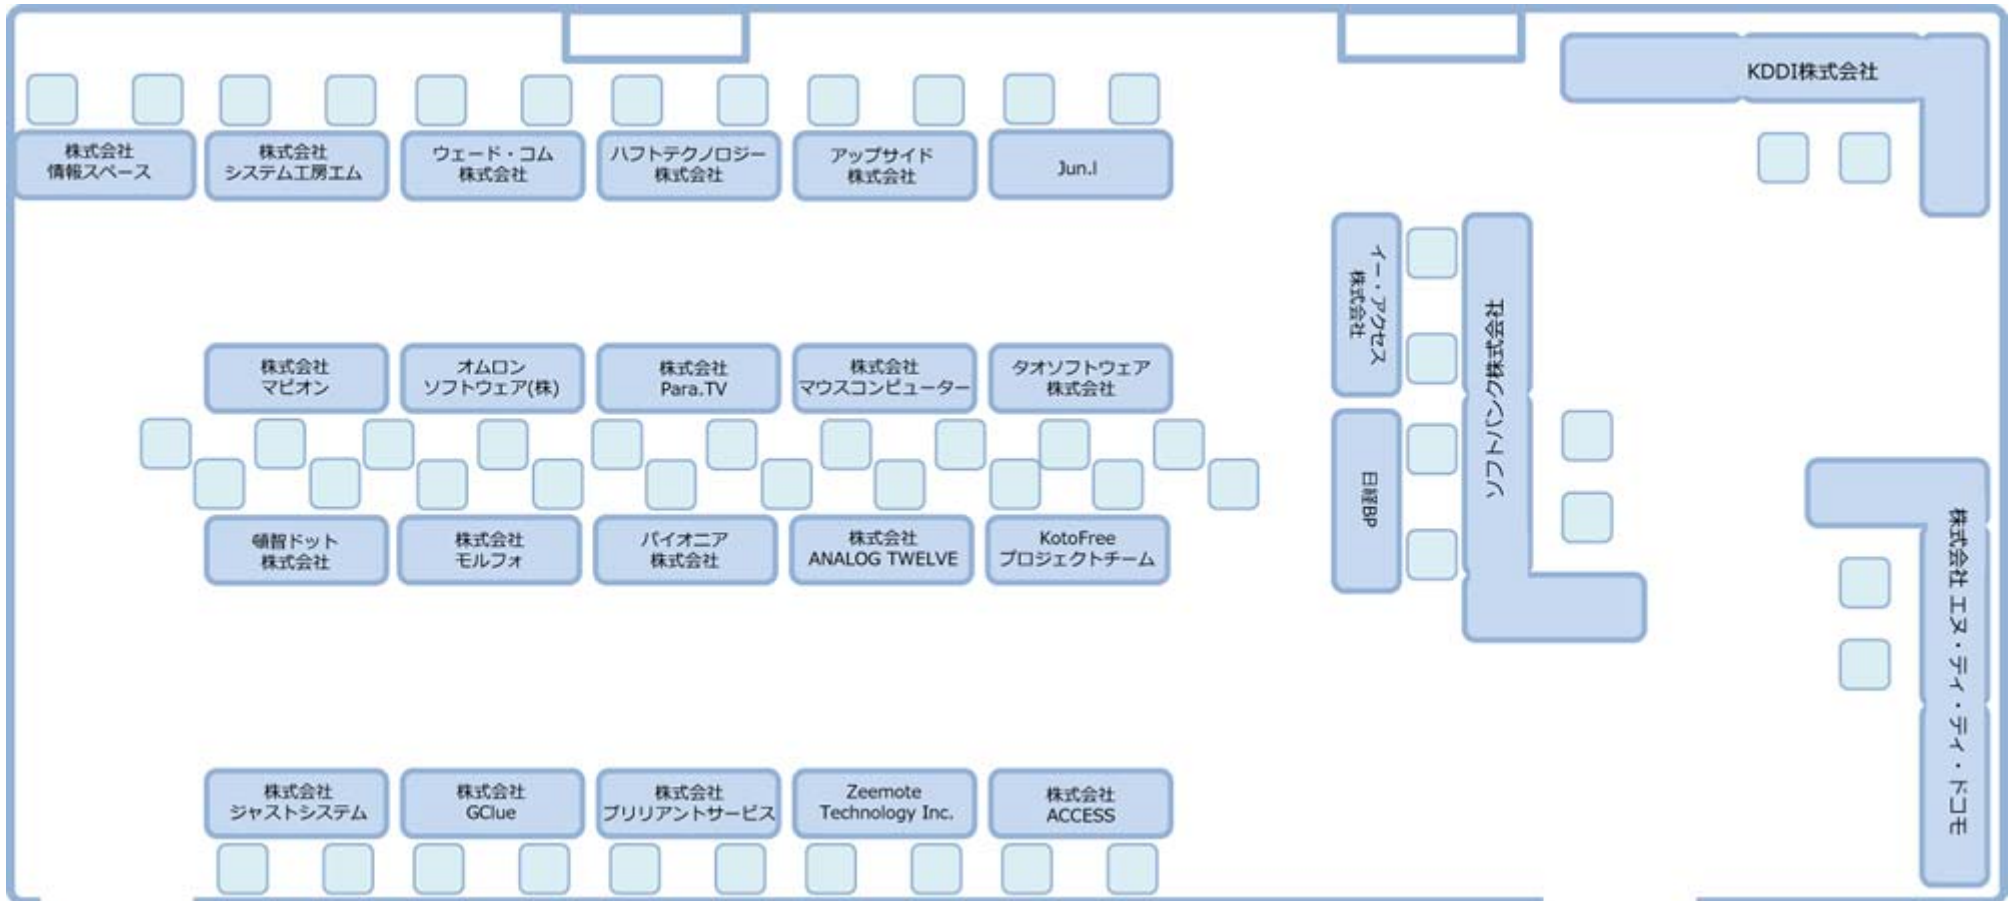 KDDI株式会社
株式会社
情報スペース
株式会社
システム工房エム
ウェード・コム
株式会社
ハフトテクノロジー
株式会社
アップサイド
株式会社
Jun.I
イー・アクセス
株式会社
ソフトバンク株式会社
株式会社
マピオン
オムロン
ソフトウェア(株)
株式会社
Para.TV
株式会社
マウスコンピューター
タオソフトウェア
株式会社
日経BP
頓智ドット
株式会社
株式会社
モルフォ
パイオニア
株式会社
株式会社
ANALOG TWELVE
KotoFree
プロジェクトチーム
株式会社 エヌ・ティ・ティ・ドコモ
株式会社
ジャストシステム
株式会社
GClue
株式会社
ブリリアントサービス
Zeemote
Technology Inc.
株式会社
ACCESS